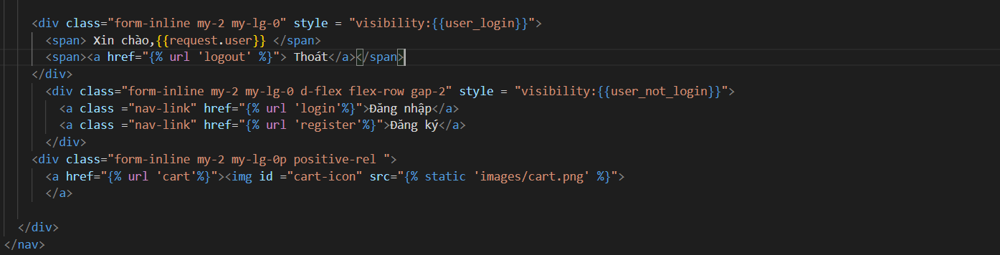 <div class="form-inline my-2 my-lg-0" style = "visibility:{{user_login}}">
<span> Xin chào,{{request.user}} </span>
<span><a href="{% url 'logout' %}"> Thoát</a></span>
</div>
<div class="form-inline my-2 my-lg-0 d-flex flex-row gap-2" style = "visibility:{{user_not_login}}">
<a class ="nav-link" href="{% url 'login'%}">Đăng nhập</a>
<a class ="nav-link" href="{% url 'register'%}">Đăng ký</a>
</div>
<div class="form-inline my-2 my-lg-0p positive-rel ">
<a href="{% url 'cart'%}"><img id ="cart-icon" src="{% static 'images/cart.png' %}">
</a>
</div>
</nav>